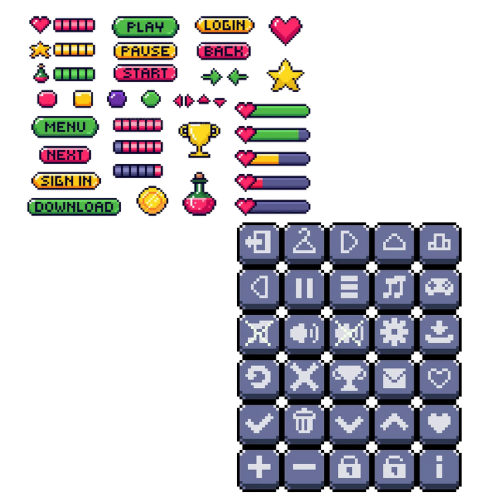 PLAY
LOGIN
PAUSE
BACK
START
MENU
NEXT
SIGN IN
DOWNLOAD